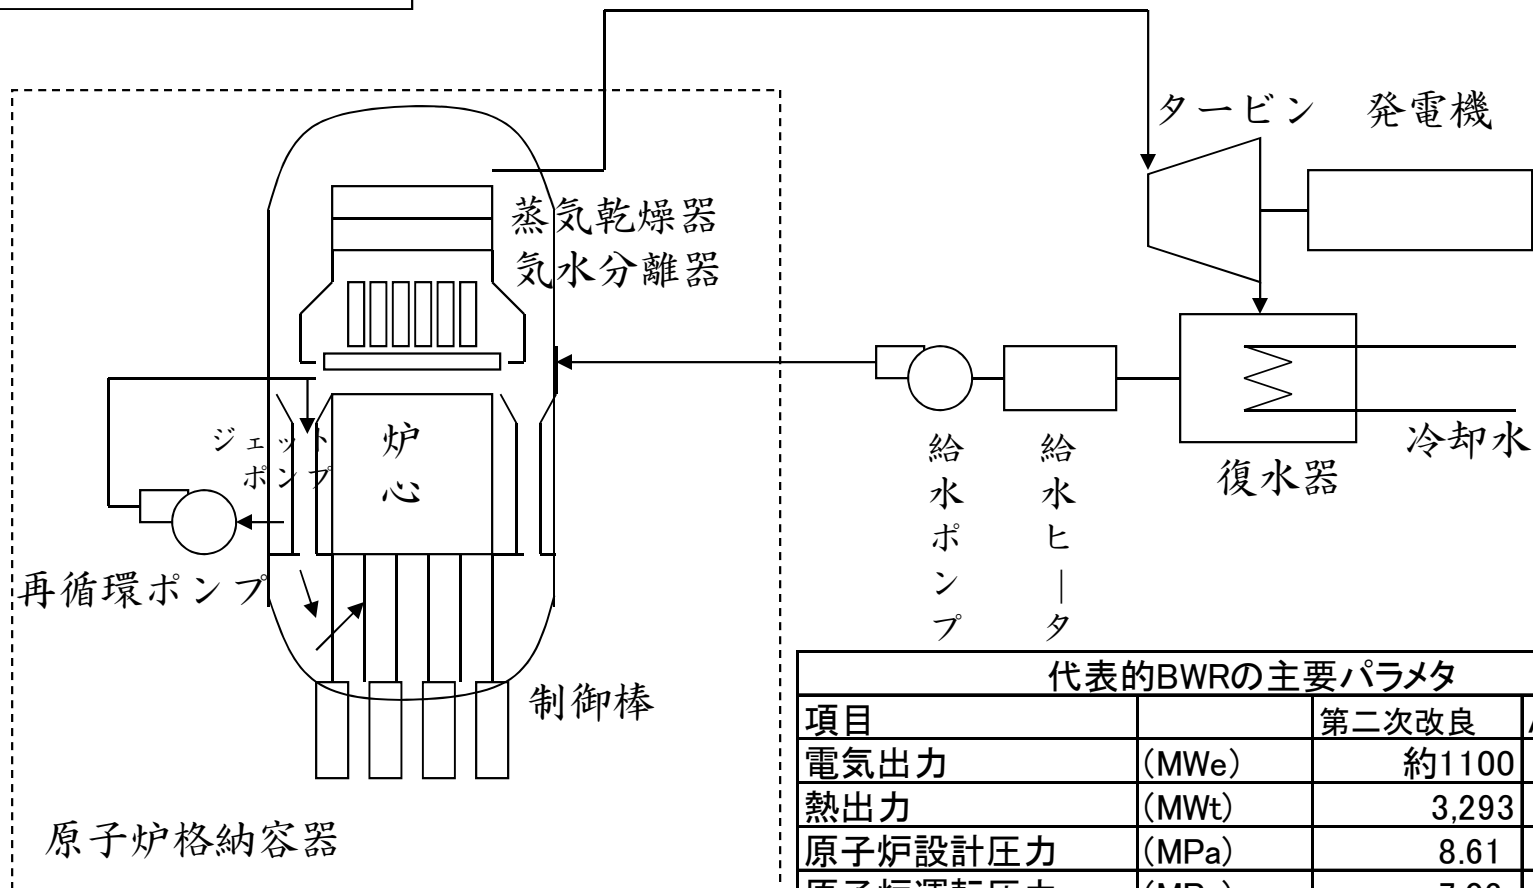 タービン 発電機
蒸気乾燥器
気水分離器
ジェット
ポンプ
炉心
給水ポンプ
給水ヒータ
復水器
冷却水
再循環ポンプ
制御棒
原子炉格納容器
代表的BWRの主要パラメタ
項目 第二次改良
電気出力 (MWe) 約1100
熱出力 (MWt) 3,293
原子炉設計圧力 (MPa) 8.61